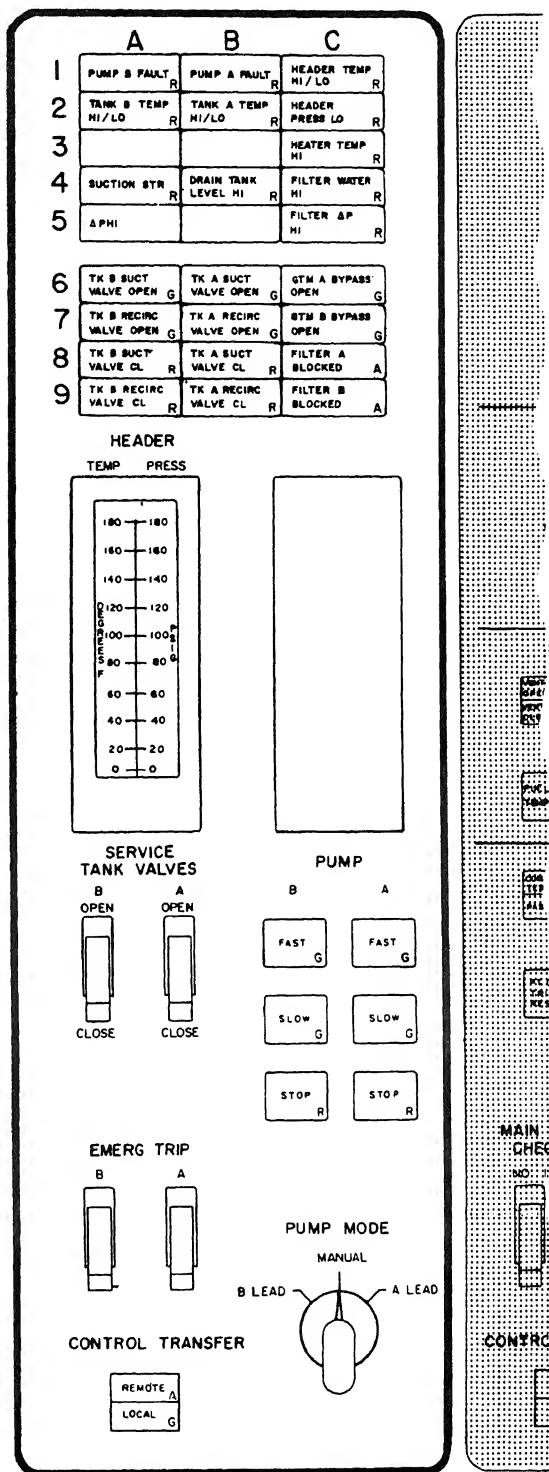 A B C
1 PUMP B FAULT R PUMP A FAULT R HEADER TEMP HI/LO R
2 TANK B TEMP HI/LO R TANK A TEMP HI/LO R HEADER PRESS LO R
3 HEATER TEMP HI R
4 SUCTION STR R DRAIN TANK LEVEL HI R FILTER WATER HI R
5 ΔPHI FILTER ΔP HI R
6 TK B SUCT VALVE OPEN G TK A SUCT VALVE OPEN G GTM A BYPASS OPEN G
7 TK B RECIRC VALVE OPEN G TK A RECIRC VALVE OPEN G GTM B BYPASS OPEN G
8 TK B SUCT VALVE CL R TK A SUCT VALVE CL R FILTER A BLOCKED A
9 TK B RECIRC VALVE CL R TK A RECIRC VALVE CL R FILTER B BLOCKED A
HEADER
TEMP PRESS
180 180
160 160
140 140
120 120
100 100
80 80
60 60
40 40
20 20
0 0
DEGREES F
PSIG
SERVICE
TANK VALVES
B A
OPEN OPEN
CLOSE CLOSE
PUMP
B A
FAST G FAST G
SLOW G SLOW G
STOP R STOP R
EMERG TRIP
B A
PUMP MODE
MANUAL
B LEAD A LEAD
CONTROL TRANSFER
REMOTE A
LOCAL G
MAIN
NO